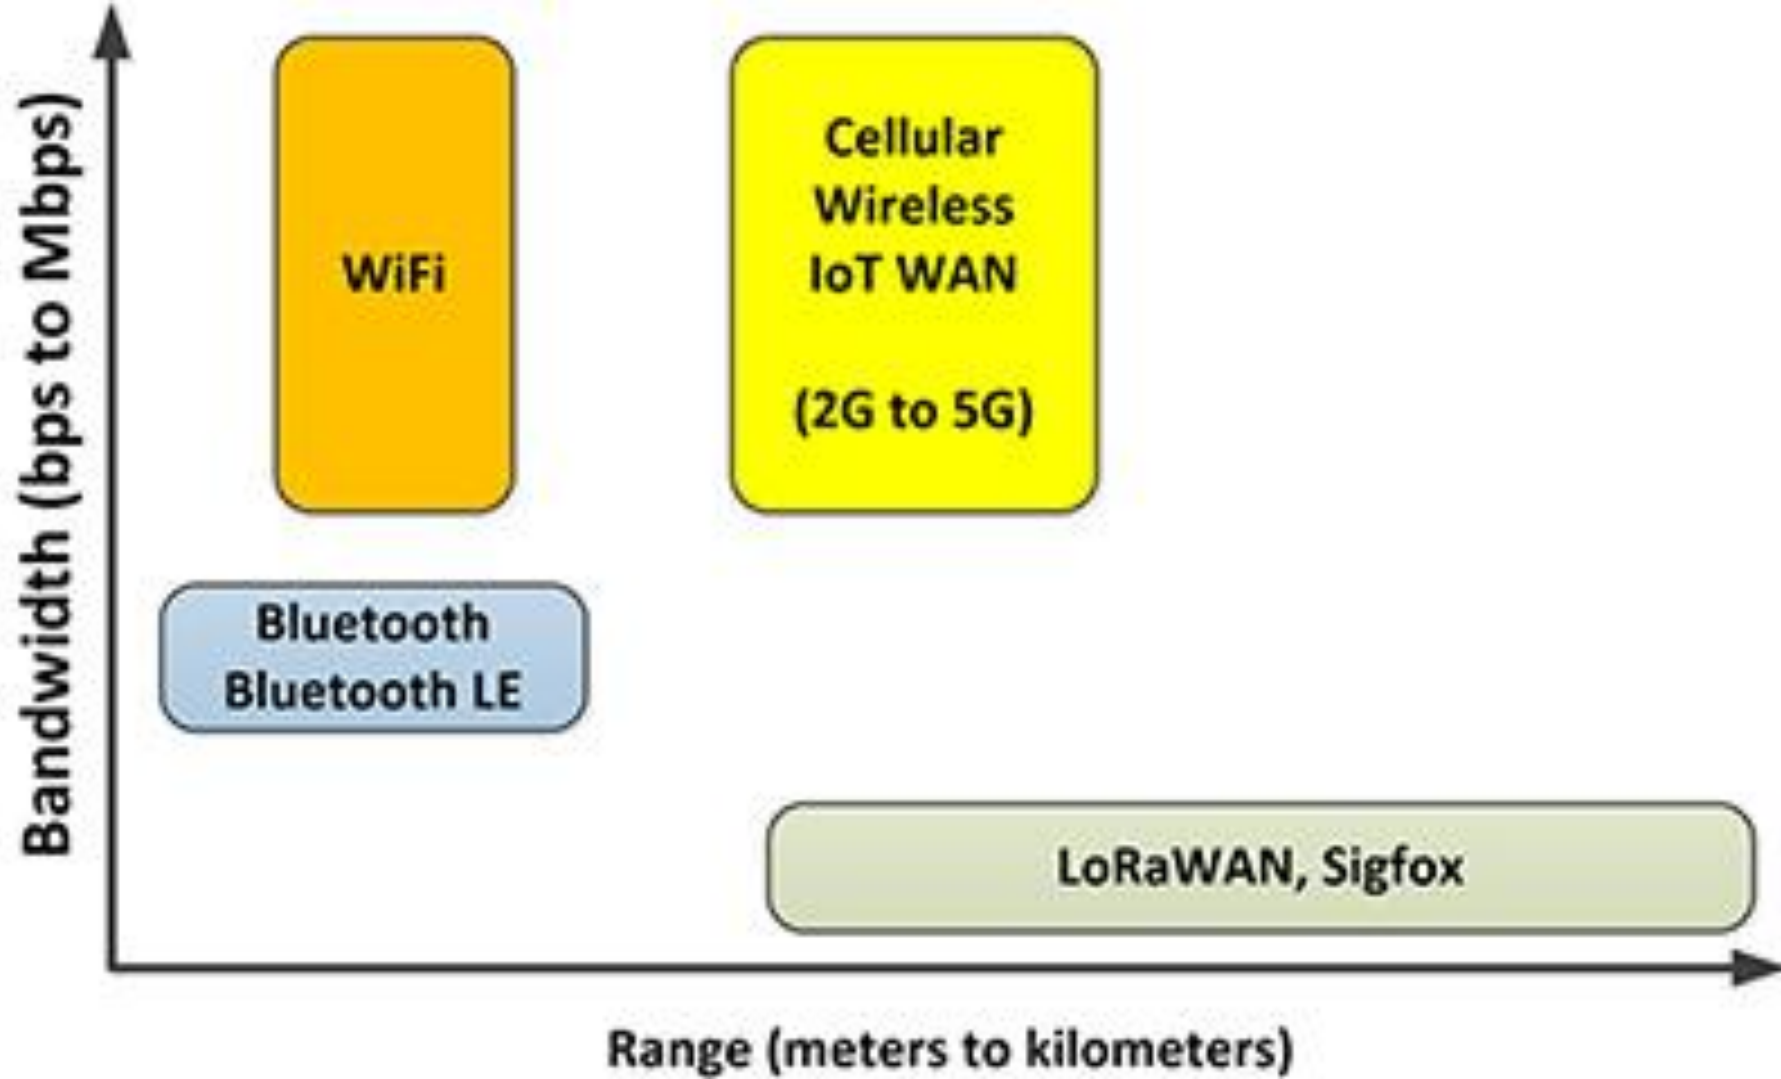 Bandwidth (bps to Mbps)
WiFi
Cellular
Wireless
IoT WAN
(2G to 5G)
Bluetooth
Bluetooth LE
LoRaWAN, Sigfox
Range (meters to kilometers)